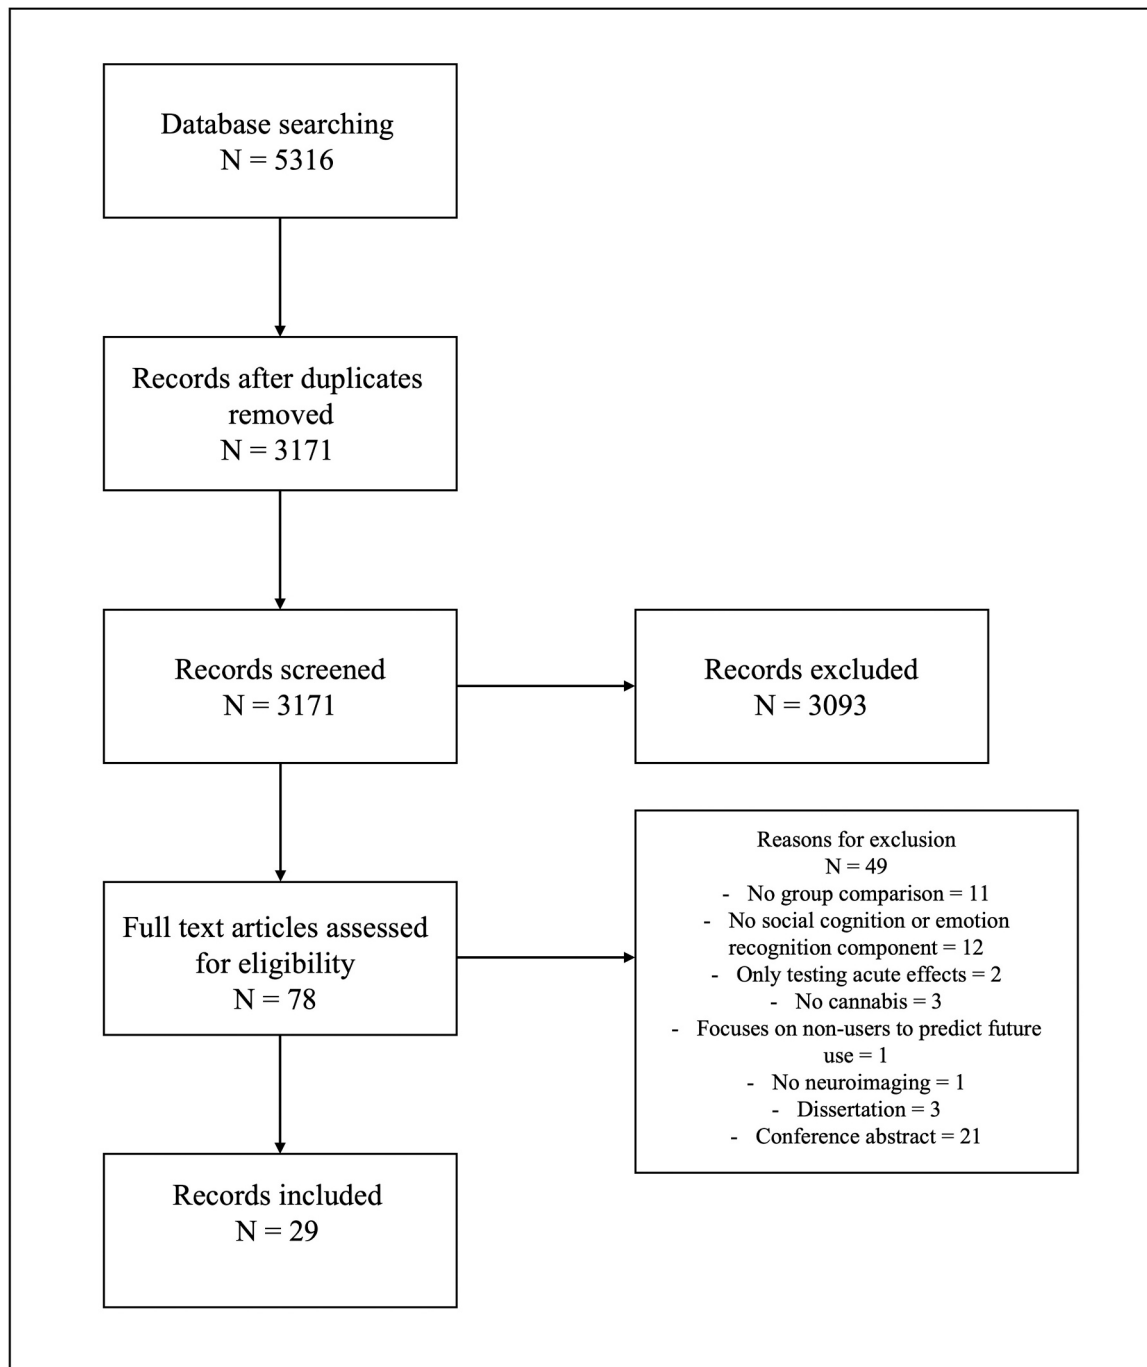 Database searching
N = 5316
Records after duplicates
removed
N = 3171
Records screened
N = 3171
Records excluded
N = 3093
Full text articles assessed
for eligibility
N = 78
Reasons for exclusion
N = 49
- No group comparison = 11
- No social cognition or emotion
recognition component = 12
- Only testing acute effects = 2
- No cannabis = 3
- Focuses on non-users to predict future
use = 1
- No neuroimaging = 1
- Dissertation = 3
- Conference abstract = 21
Records included
N = 29